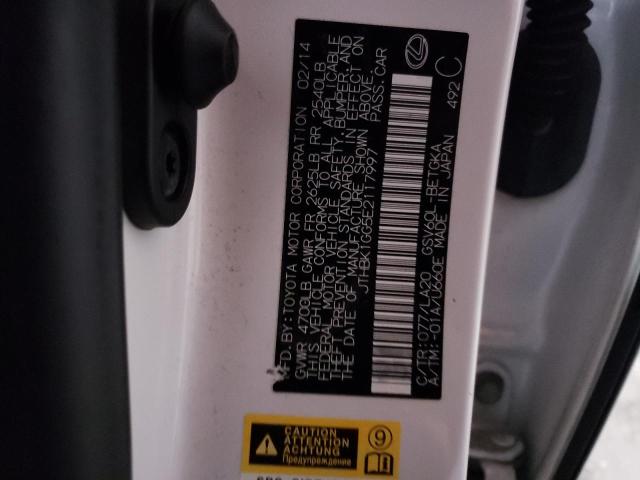 MFD. BY: TOYOTA MOTOR CORPORATION 02/14
GVWR 4700LB GAWR FR 2525LB RR 2540LB
THIS VEHICLE CONFORMS TO ALL APPLICABLE
FEDERAL MOTOR VEHICLE SAFETY, BUMPER, AND
THEFT PREVENTION STANDARDS IN EFFECT ON
THE DATE OF MANUFACTURE SHOWN ABOVE.
JTHBK1GG5E2117997 PASS. CAR
C/TR:077/LA20 GSV60L-BETGKA
A/TM:-01A/U660E MADE IN JAPAN 492 C
CAUTION
ATTENTION
ACHTUNG
Предупреждение
9